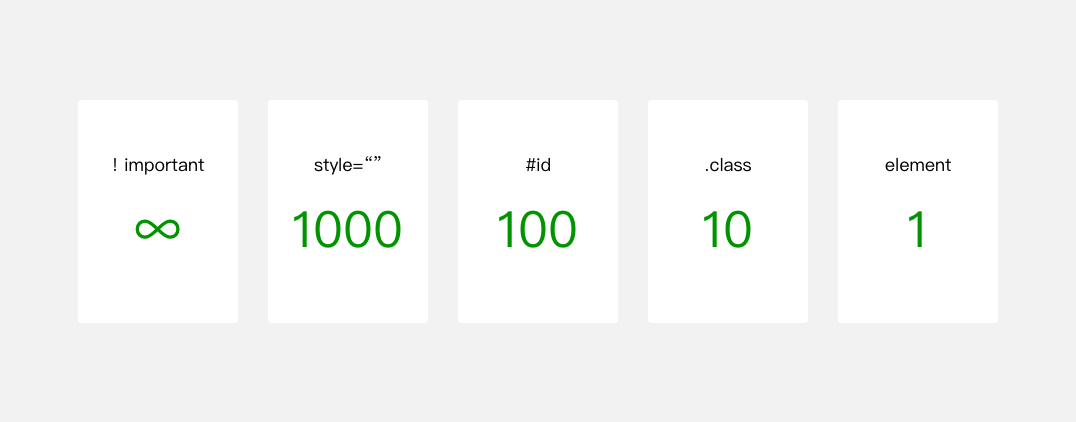 ! important
∞
style=“”
1000
#id
100
.class
10
element
1